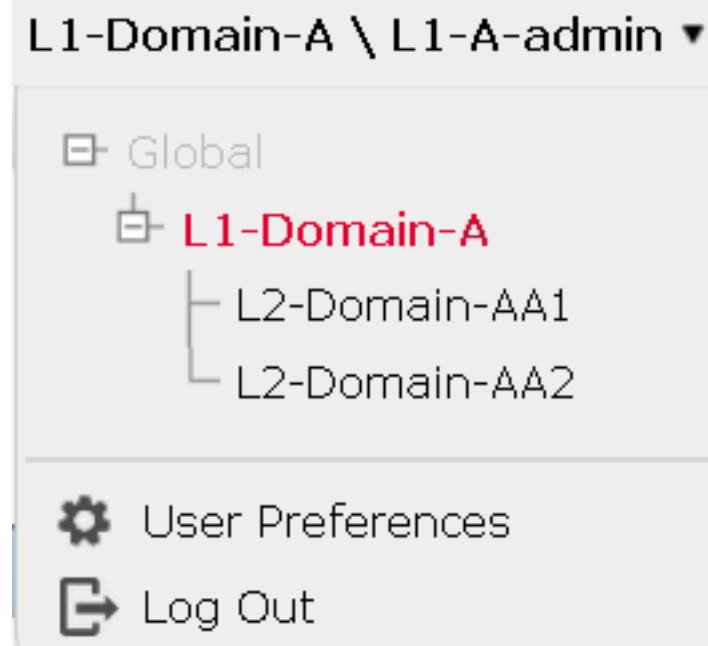 L1-Domain-A \ L1-A-admin
Global
L1-Domain-A
L2-Domain-AA1
L2-Domain-AA2
User Preferences
Log Out